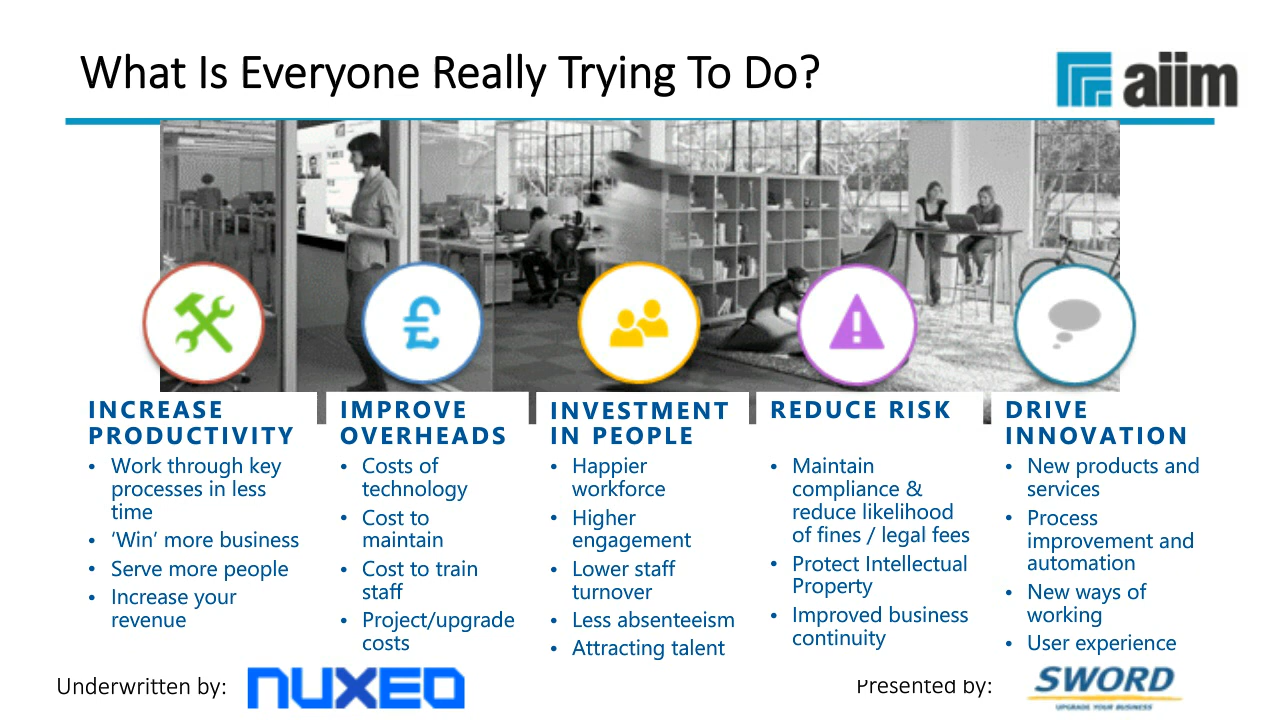 What Is Everyone Really Trying To Do?
aiim
£
INCREASE
PRODUCTIVITY
• Work through key
processes in less
time
• ‘Win’ more business
• Serve more people
• Increase your
revenue
IMPROVE
OVERHEADS
• Costs of
technology
• Cost to
maintain
• Cost to train
staff
• Project/upgrade
costs
INVESTMENT
IN PEOPLE
• Happier
workforce
• Higher
engagement
• Lower staff
turnover
• Less absenteeism
• Attracting talent
REDUCE RISK
• Maintain
compliance &
reduce likelihood
of fines / legal fees
• Protect Intellectual
Property
• Improved business
continuity
DRIVE
INNOVATION
• New products and
services
• Process
improvement and
automation
• New ways of
working
• User experience
Underwritten by:
nuxeo
Presented by:
SWORD
UPGRADE YOUR BUSINESS